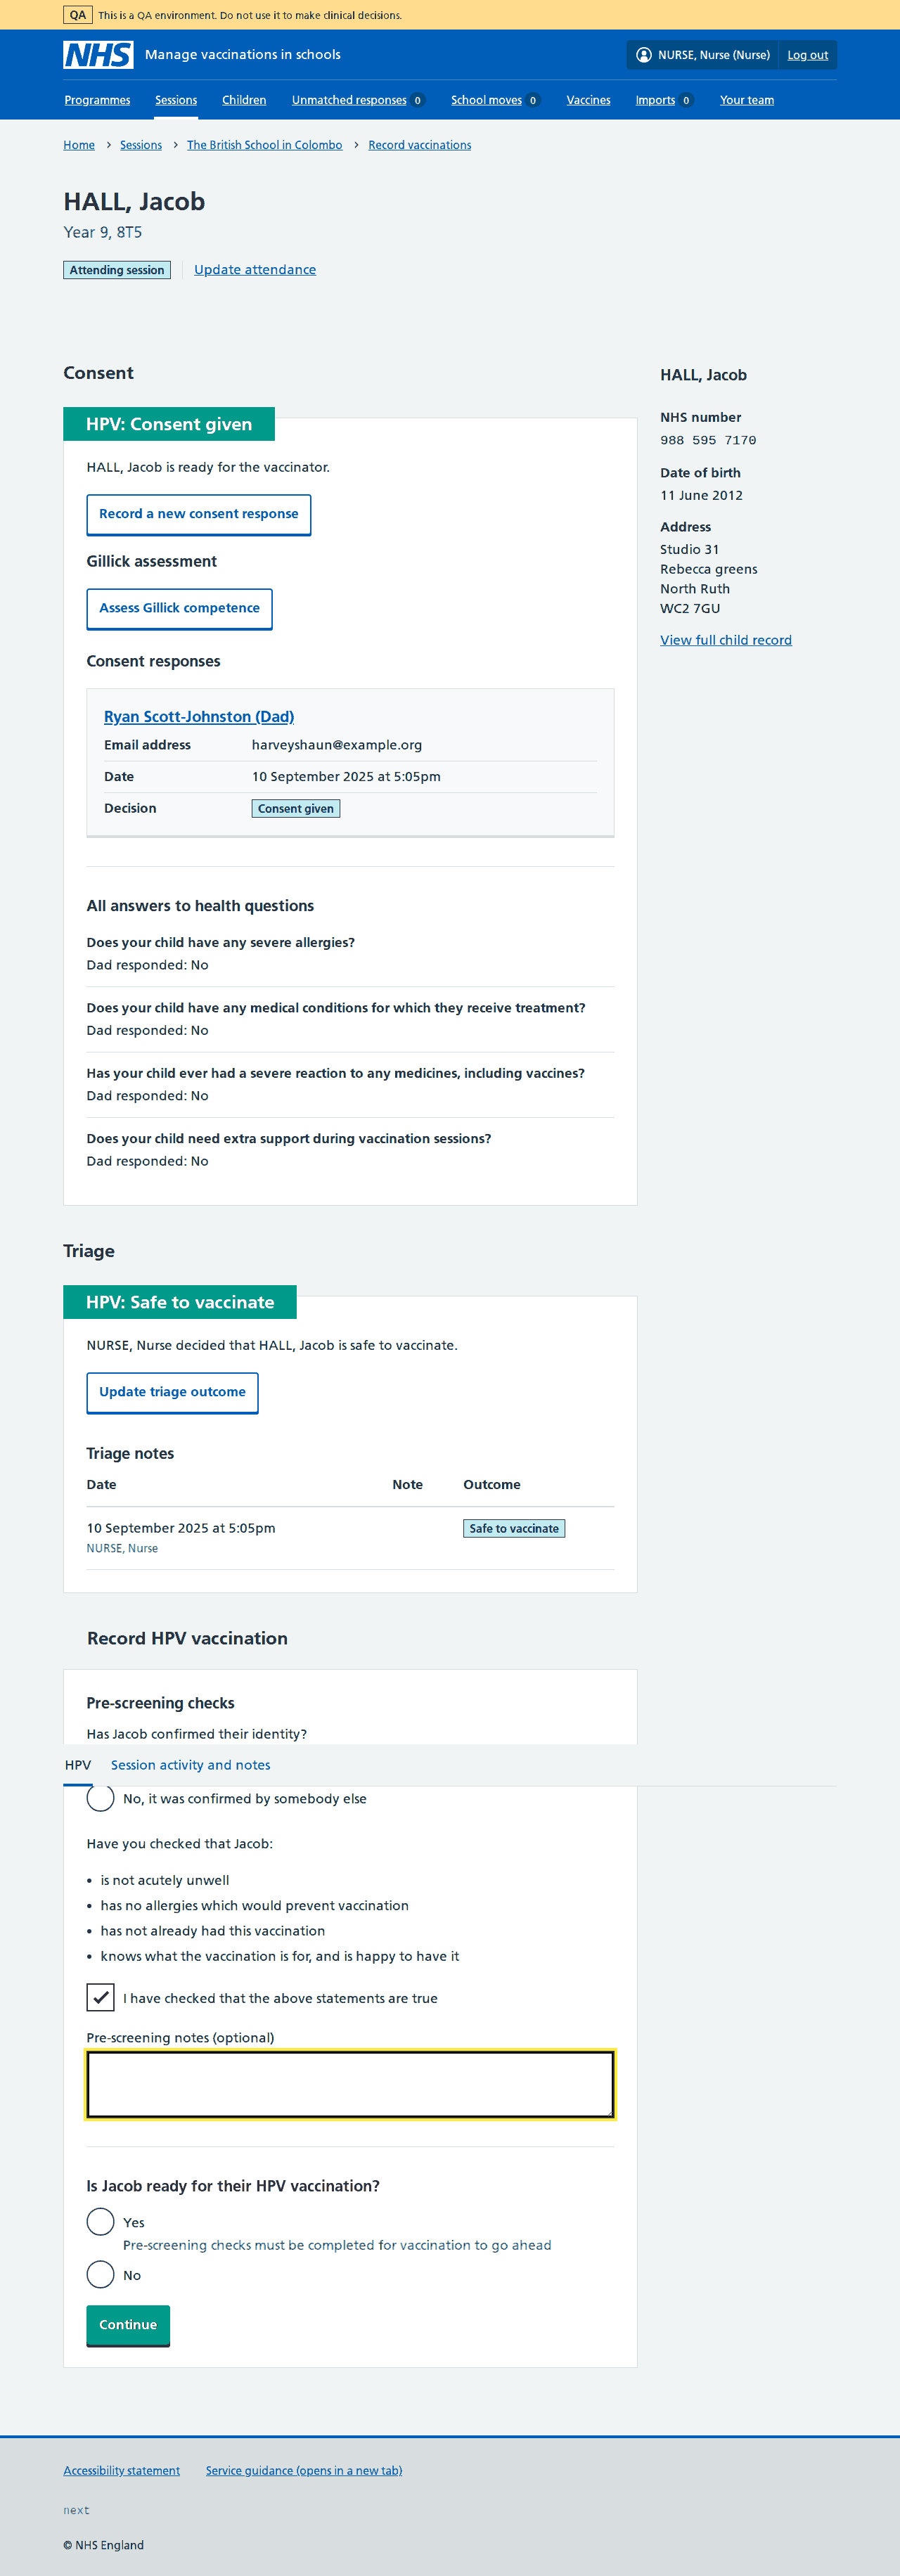 QA This is a QA environment. Do not use it to make clinical decisions.
NHS Manage vaccinations in schools NURSE, Nurse (Nurse) Log out
Programmes Sessions Children Unmatched responses 0 School moves 0 Vaccines Imports 0 Your team
Home > Sessions > The British School in Colombo > Record vaccinations
HALL, Jacob
Year 9, 8T5
Attending session Update attendance
Consent
HPV: Consent given
HALL, Jacob is ready for the vaccinator.
Record a new consent response
Gillick assessment
Assess Gillick competence
Consent responses
Ryan Scott-Johnston (Dad)
Email address harveyshaun@example.org
Date 10 September 2025 at 5:05pm
Decision Consent given
All answers to health questions
Does your child have any severe allergies?
Dad responded: No
Does your child have any medical conditions for which they receive treatment?
Dad responded: No
Has your child ever had a severe reaction to any medicines, including vaccines?
Dad responded: No
Does your child need extra support during vaccination sessions?
Dad responded: No
HALL, Jacob
NHS number
988 595 7170
Date of birth
11 June 2012
Address
Studio 31
Rebecca greens
North Ruth
WC2 7GU
View full child record
Triage
HPV: Safe to vaccinate
NURSE, Nurse decided that HALL, Jacob is safe to vaccinate.
Update triage outcome
Triage notes
Date Note Outcome
10 September 2025 at 5:05pm Safe to vaccinate
NURSE, Nurse
Record HPV vaccination
Pre-screening checks
Has Jacob confirmed their identity?
HPV Session activity and notes
No, it was confirmed by somebody else
Have you checked that Jacob:
• is not acutely unwell
• has no allergies which would prevent vaccination
• has not already had this vaccination
• knows what the vaccination is for, and is happy to have it
I have checked that the above statements are true
Pre-screening notes (optional)
Is Jacob ready for their HPV vaccination?
Yes
Pre-screening checks must be completed for vaccination to go ahead
No
Continue
Accessibility statement Service guidance (opens in a new tab)
next
© NHS England